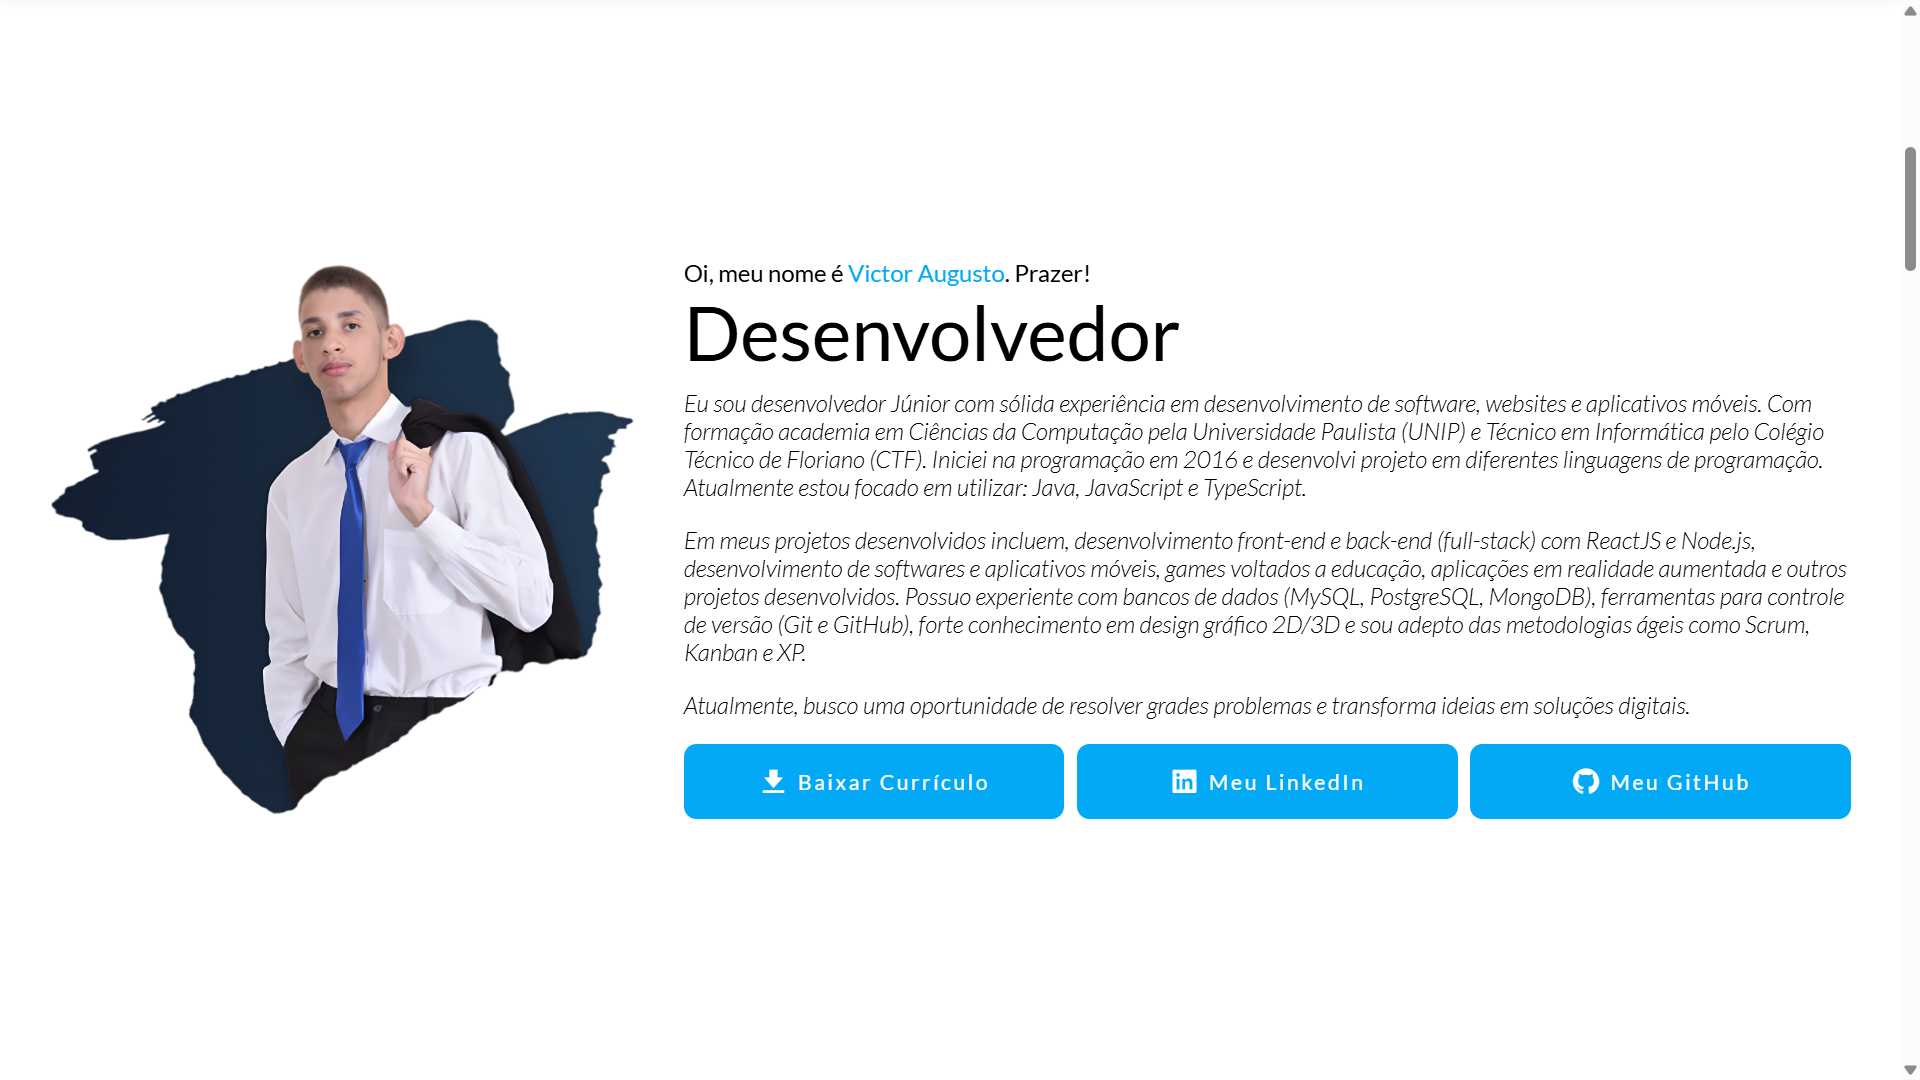 Oi, meu nome é Victor Augusto. Prazer!
Desenvolvedor
Eu sou desenvolvedor Júnior com sólida experiência em desenvolvimento de software, websites e aplicativos móveis. Com
formação academia em Ciências da Computação pela Universidade Paulista (UNIP) e Técnico em Informática pelo Colégio
Técnico de Floriano (CTF). Iniciei na programação em 2016 e desenvolvi projeto em diferentes linguagens de programação.
Atualmente estou focado em utilizar: Java, JavaScript e TypeScript.
Em meus projetos desenvolvidos incluem, desenvolvimento front-end e back-end (full-stack) com ReactJS e Node.js,
desenvolvimento de softwares e aplicativos móveis, games voltados a educação, aplicações em realidade aumentada e outros
projetos desenvolvidos. Possuo experiente com bancos de dados (MySQL, PostgreSQL, MongoDB), ferramentas para controle
de versão (Git e GitHub), forte conhecimento em design gráfico 2D/3D e sou adepto das metodologias ágeis como Scrum,
Kanban e XP.
Atualmente, busco uma oportunidade de resolver grades problemas e transforma ideias em soluções digitais.
Baixar Currículo
Meu LinkedIn
Meu GitHub